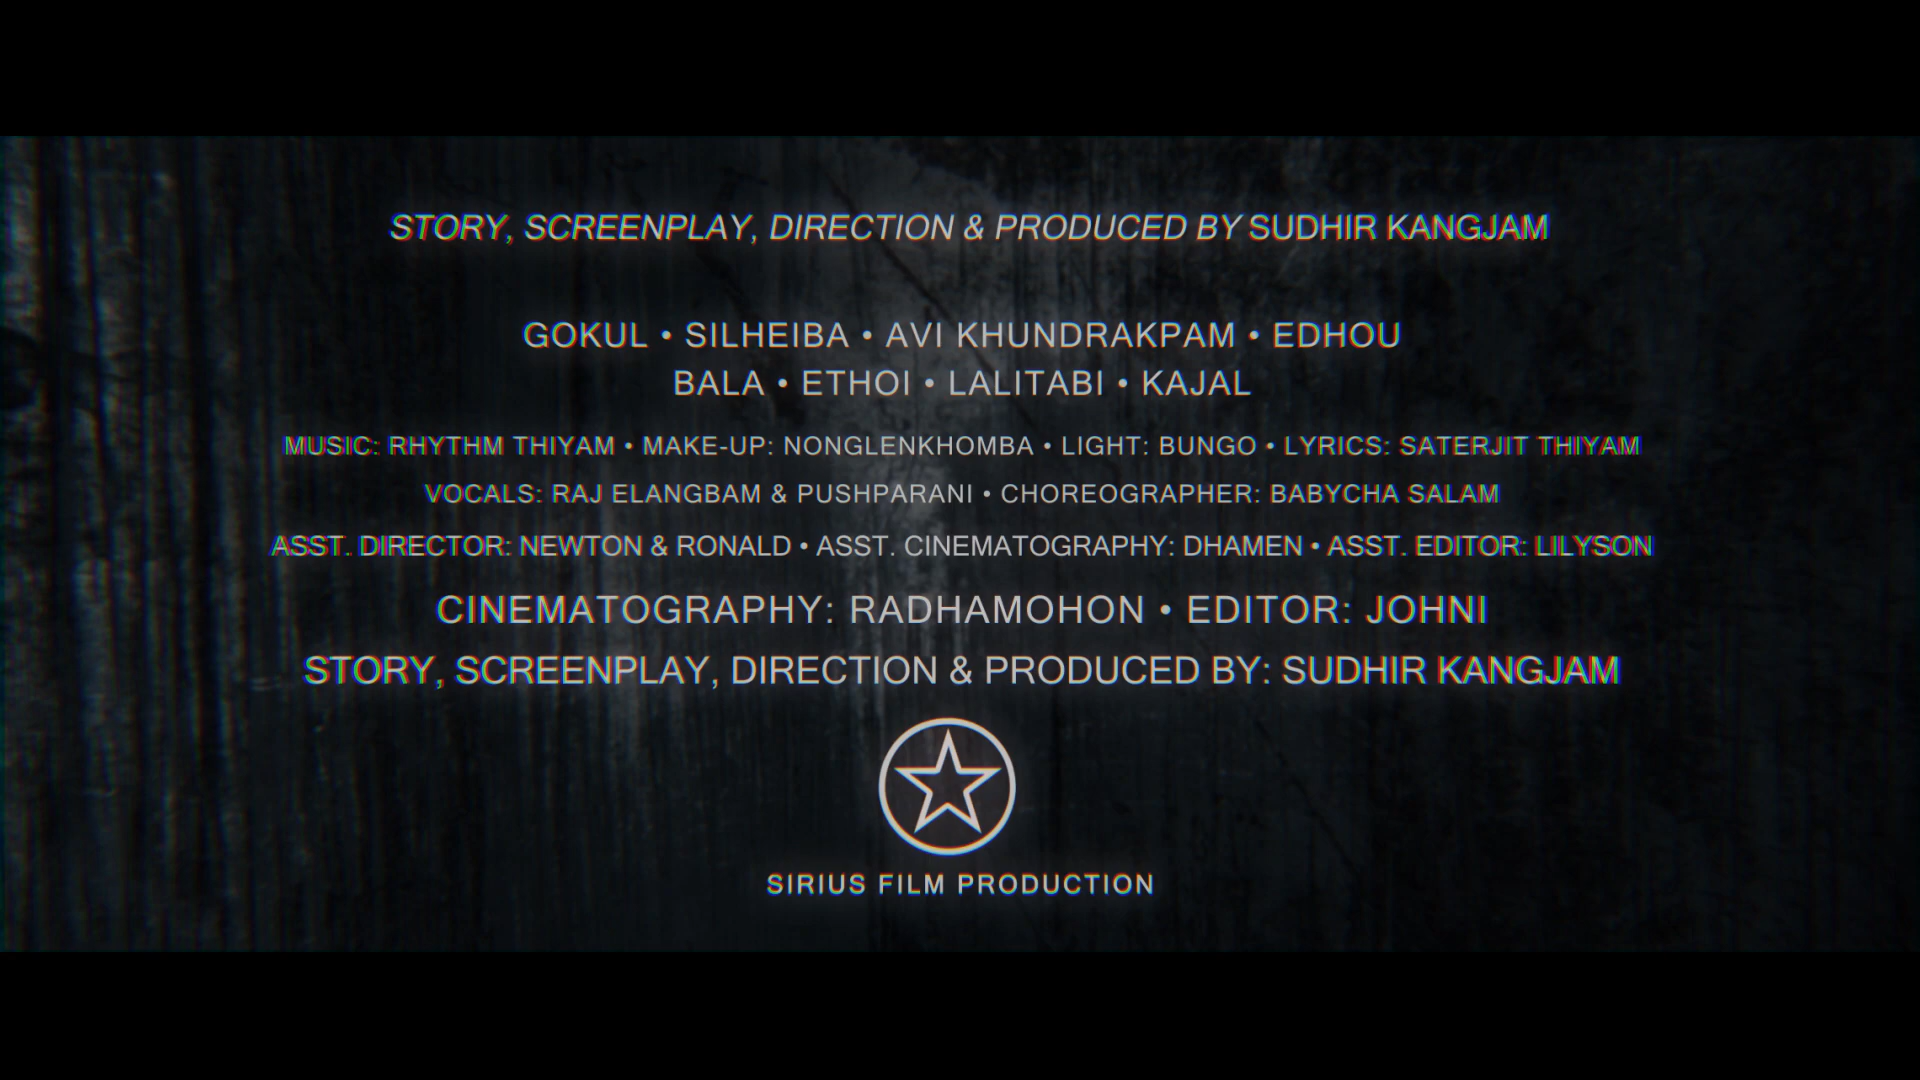 STORY, SCREENPLAY, DIRECTION & PRODUCED BY SUDHIR KANGJAM
GOKUL • SILHEIBA • AVI KHUNDRAKPAM • EDHOU
BALA • ETHOI • LALITABI • KAJAL
MUSIC: RHYTHM THIYAM • MAKE-UP: NONGLENKHOMBA • LIGHT: BUNGO • LYRICS: SATERJIT THIYAM
VOCALS: RAJ ELANGBAM & PUSHPARANI • CHOREOGRAPHER: BABYCHA SALAM
ASST. DIRECTOR: NEWTON & RONALD • ASST. CINEMATOGRAPHY: DHAMEN • ASST. EDITOR: LILYSON
CINEMATOGRAPHY: RADHAMOHON • EDITOR: JOHNI
STORY, SCREENPLAY, DIRECTION & PRODUCED BY: SUDHIR KANGJAM
SIRIUS FILM PRODUCTION